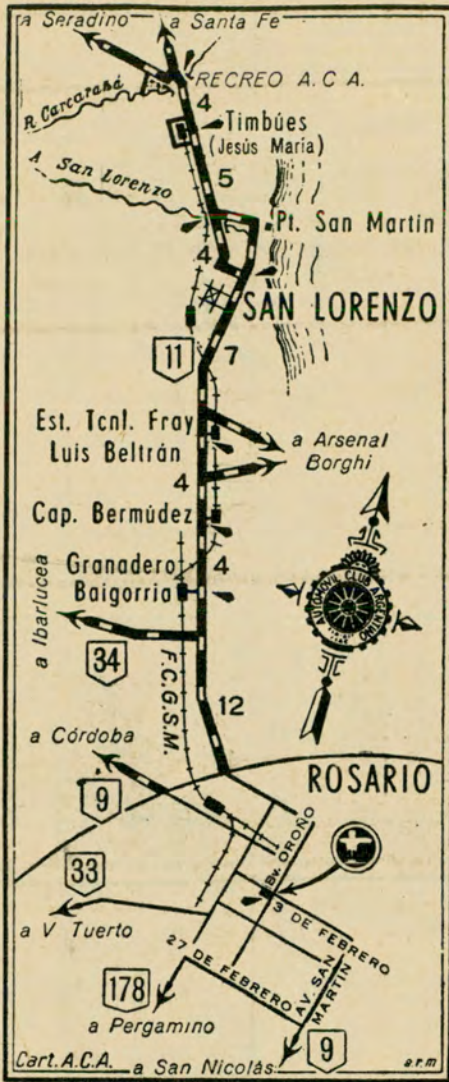 a Seradino
a Santa Fe
RECREO A.C A.
R. Carcarañá
4
Timbúes
(Jesús María)
A. San Lorenzo
5
Pt. San Martin
4
SAN LORENZO
11
7
Est. Tcnl. Fray
Luis Beltrán
a Arsenal
Borghi
4
Cap. Bermúdez
4
Granadero
Baigorria
AUTOMOVIL CLUB ARGENTINO
a Ibarlucea
34
F.C.G.S.M.
12
a Córdoba
ROSARIO
9
Bv. OROÑO
33
3 DE FEBRERO
a V Tuerto
27 DE FEBRERO
AV. SAN
MARTIN
178
a Pergamino
9
Cart. A.C.A.
a San Nicolás
a.r.m